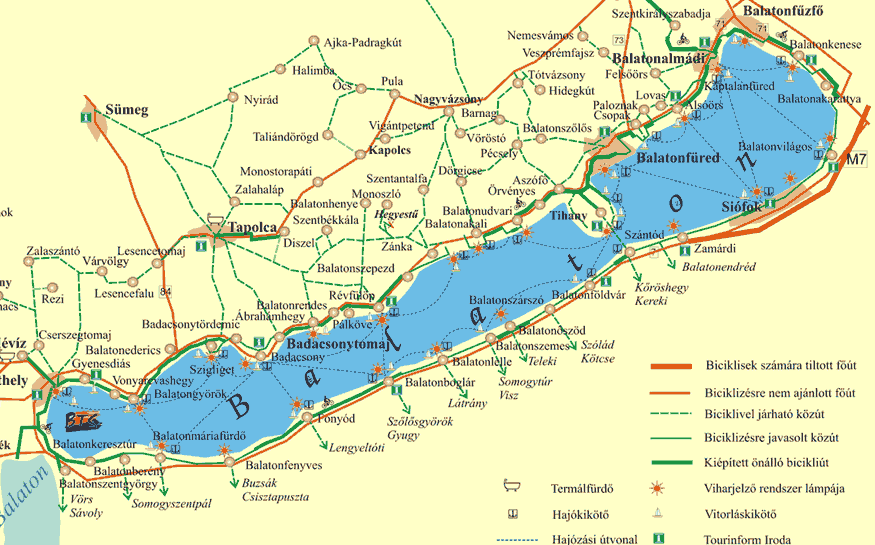 Balatonfűzfő
Szentkirályszabadja
71
71
Nemesvámos
73
Balatonkenese
Ajka-Padragkút
Veszprémfajsz
Balatonalmádi
Halimba
Felsőörs
Tótvázsony
Öcs
Pula
Hidegkút
Káptalanfüred
Nyirád
Nagyvázsony
Lovas
Balatonakarattya
Sümeg
Barnag
Paloznak
Alsóörs
Csopak
Taliándörögd
Vigántpetend
Vöröstó
Balatonszőlős
Kapolcs
Pécsely
Balatonvilágos
Balatonfüred
M7
Monostorapáti
Szentantalfa
Dörgicse
Aszófő
Zalahaláp
Monoszló
Örvényes
Balatonhenye
Hegyestű
Balatonudvari
Siófok
Szentbékkála
Balatonakali
Tihany
Tapolca
Diszel
Szántód
Zánka
Zamárdi
Zalaszántó
Lesencetomaj
Várvölgy
Balatonszepezd
Balatonendréd
Lesencefalu
84
Rezi
Révfülöp
Kőröshegy
Kereki
Balatonföldvár
Balatonrendes
Balatonszárszó
Ábrahámhegy
Pálköve
Badacsonytördemic
Balatonőszöd
Cserszegtomaj
Badacsonytomaj
Balatonszemes
Szólád
Kötcse
Balatonederics
Badacsony
Balatonlelle
Teleki
Gyenesdiás
Szigliget
Somogytúr
Visz
Vonyarcvashegy
Balatongyörök
Balatonboglár
Látrány
B a l a t o n
BTC
Fonyód
Szőlősgyörök
Gyugy
Balatonmáriafürdő
Balatonkeresztúr
Lengyeltóti
Balatonberény
Balatonfenyves
Balatonszentgyörgy
Buzsák
Csisztapuszta
Vörs
Sávoly
Somogyszentpál
Balaton
Biciklisek számára tiltott főút
Biciklizésre nem ajánlott főút
Biciklivel járható közút
Biciklizésre javasolt közút
Kiépített önálló bicikliút
Termálfürdő
Viharjelző rendszer lámpája
Hajókikötő
Vitorláskikötő
Hajózási útvonal
Tourinform Iroda